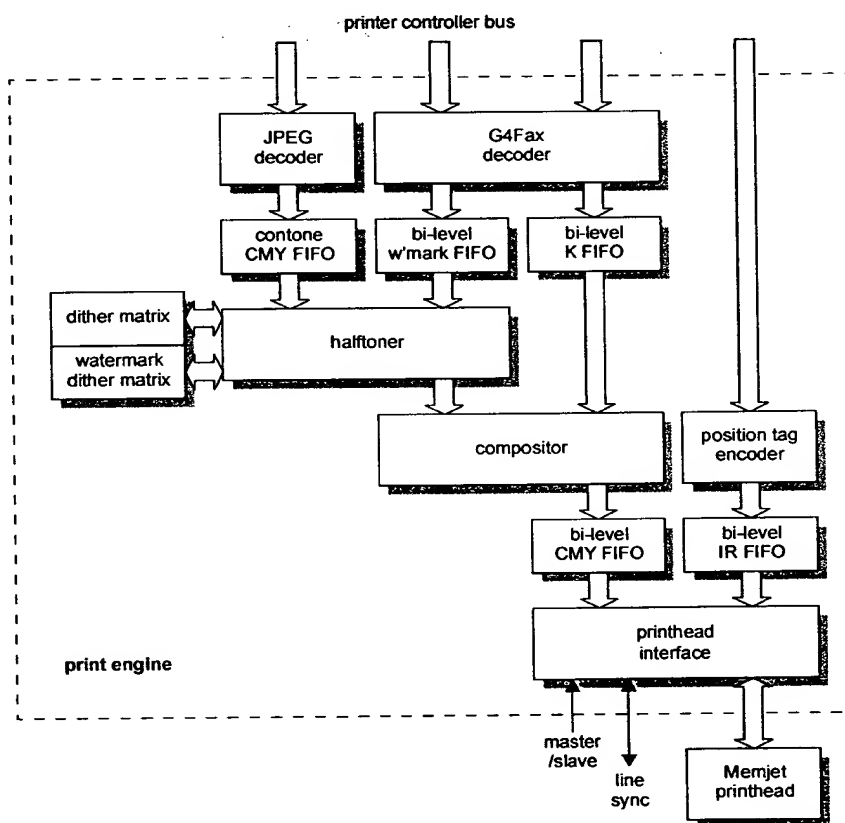 printer controller bus
JPEG
decoder
G4Fax
decoder
contone
CMY FIFO
bi-level
w'mark FIFO
bi-level
K FIFO
dither matrix
watermark
dither matrix
halftoner
compositor
position tag
encoder
bi-level
CMY FIFO
bi-level
IR FIFO
printhead
interface
print engine
master
/slave
line
sync
Memjet
printhead